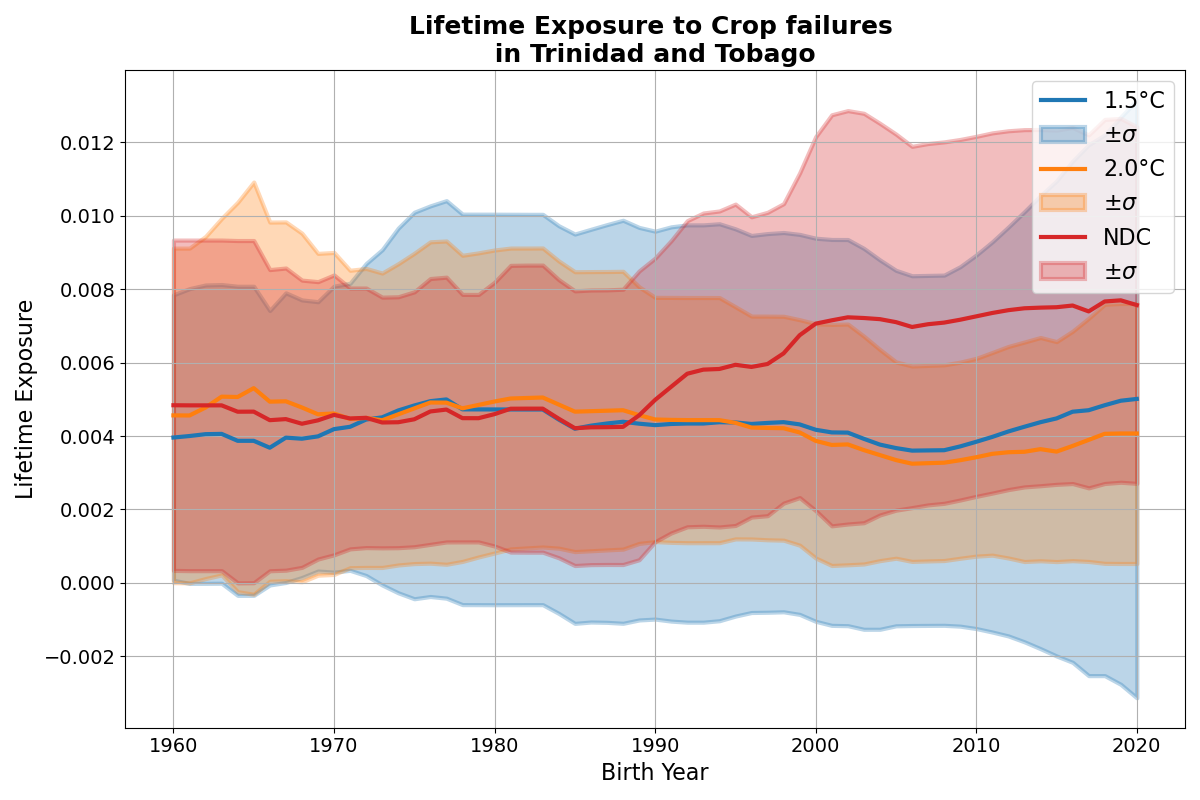 Lifetime Exposure to Crop failures
in Trinidad and Tobago
1.5°C
±σ
2.0°C
±σ
NDC
±σ
Lifetime Exposure
0.012
0.010
0.008
0.006
0.004
0.002
0.000
−0.002
1960 1970 1980 1990 2000 2010 2020
Birth Year